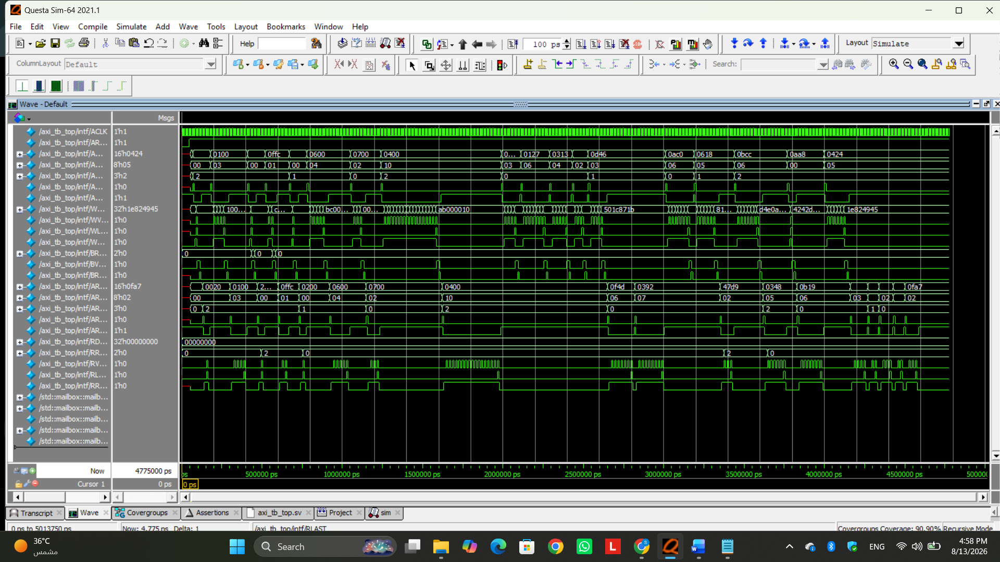 Questa Sim-64 2021.1
File Edit View Compile Simulate Add Wave Tools Layout Bookmarks Window Help
Help 100 ps Layout Simulate
ColumnLayout Default Search:
Wave - Default
Msgs
/axi_tb_top/intf/ACLK 1'h1
/axi_tb_top/intf/AR... 1'h1
/axi_tb_top/intf/A... 16'h0424 0100 0ffc 0600 0700 0400 0... 0127 0313 0d46 0ac0 0618 0bcc 0aa8 0424
/axi_tb_top/intf/A... 8'h05 00 03 00 01 00 04 02 10 03 06 04 02 03 06 05 06 00 05
/axi_tb_top/intf/A... 3'h2 2 1 0 2 0 1 0 1 2
/axi_tb_top/intf/A... 1'h0
/axi_tb_top/intf/A... 1'h1
/axi_tb_top/intf/W... 32'h1e824945 100... c... bc00... 00... ab000010 501c871b 81... d4e0a... 4242d... 1e824945
/axi_tb_top/intf/WV... 1'h0
/axi_tb_top/intf/WL... 1'h0
/axi_tb_top/intf/W... 1'h0
/axi_tb_top/intf/BR... 2'h0 0 0 0
/axi_tb_top/intf/BV... 1'h0
/axi_tb_top/intf/BR... 1'h0
/axi_tb_top/intf/AR... 16'h0fa7 0020 0100 2... 0ffc 0200 0600 0700 0400 0f4d 0392 47d9 0348 0b19 0fa7
/axi_tb_top/intf/AR... 8'h02 00 03 00 01 00 04 02 10 06 07 02 05 06 03 02 02
/axi_tb_top/intf/AR... 3'h0 0 2 1 0 2 0 2 0 1 0
/axi_tb_top/intf/AR... 1'h0
/axi_tb_top/intf/AR... 1'h1
/axi_tb_top/intf/RD... 32'h00000000 00000000
/axi_tb_top/intf/RR... 2'h0 0 2 0 2 0
/axi_tb_top/intf/RV... 1'h0
/axi_tb_top/intf/RL... 1'h0
/axi_tb_top/intf/RR... 1'h0
/std::mailbox::mailb...
/std::mailbox::mailb...
/std::mailbox::mailb...
/std::mailbox::mailb...
/std::mailbox::mailb...
Now 4775000 ps ps 500000 ps 1000000 ps 1500000 ps 2000000 ps 2500000 ps 3000000 ps 3500000 ps 4000000 ps 4500000 ps 50000
Cursor 1 0 ps 0 ps
Transcript Wave Covergroups Assertions axi_tb_top.sv Project sim
0 ps to 5013750 ps Now: 4,775 ns Delta: 1 /axi_tb_top/intf/RLAST Covergroups Coverage: 90.90% Recursive Mode
36°C
مشمس
Search
ENG
4:58 PM
8/13/2026